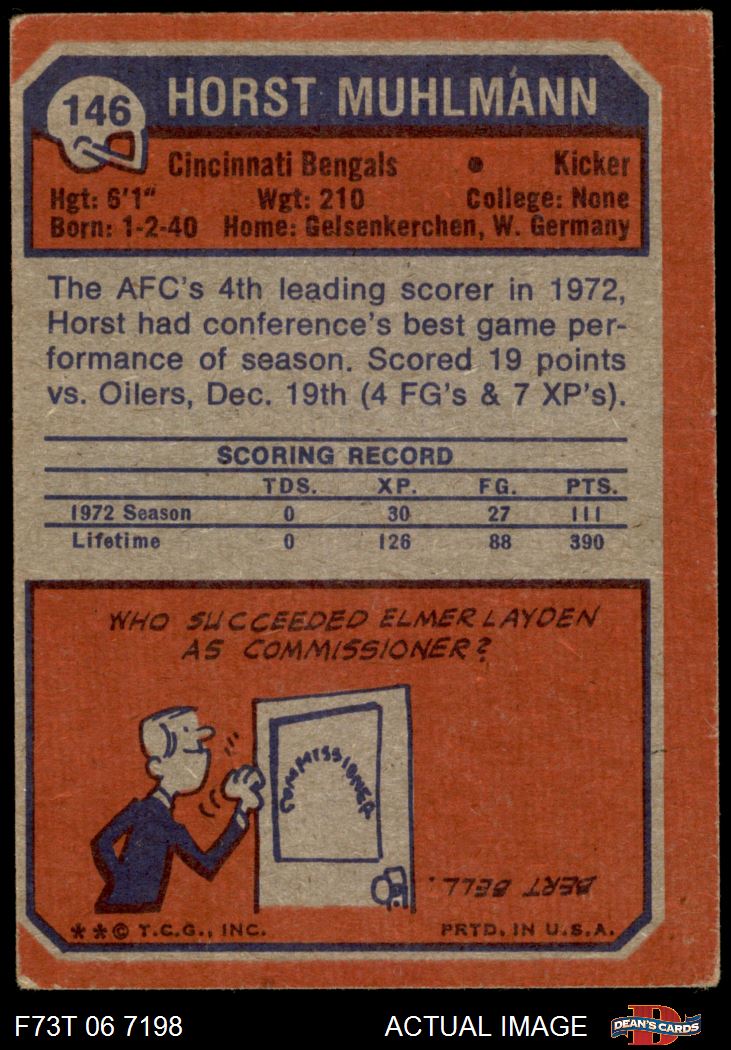 146
HORST MUHLMANN
Cincinnati Bengals • Kicker
Hgt: 6'1" Wgt: 210 College: None
Born: 1-2-40 Home: Gelsenkerchen, W. Germany
The AFC's 4th leading scorer in 1972,
Horst had conference's best game per-
formance of season. Scored 19 points
vs. Oilers, Dec. 19th (4 FG's & 7 XP's).
SCORING RECORD
TDS. XP. FG. PTS.
1972 Season 0 30 27 111
Lifetime 0 126 88 390
WHO SUCCEEDED ELMER LAYDEN
AS COMMISSIONER?
COMMISSIONER
BERT BELL.
**© T.C.G., INC. PRTD. IN U.S.A.
F73T 06 7198 ACTUAL IMAGE D DEAN'S CARDS